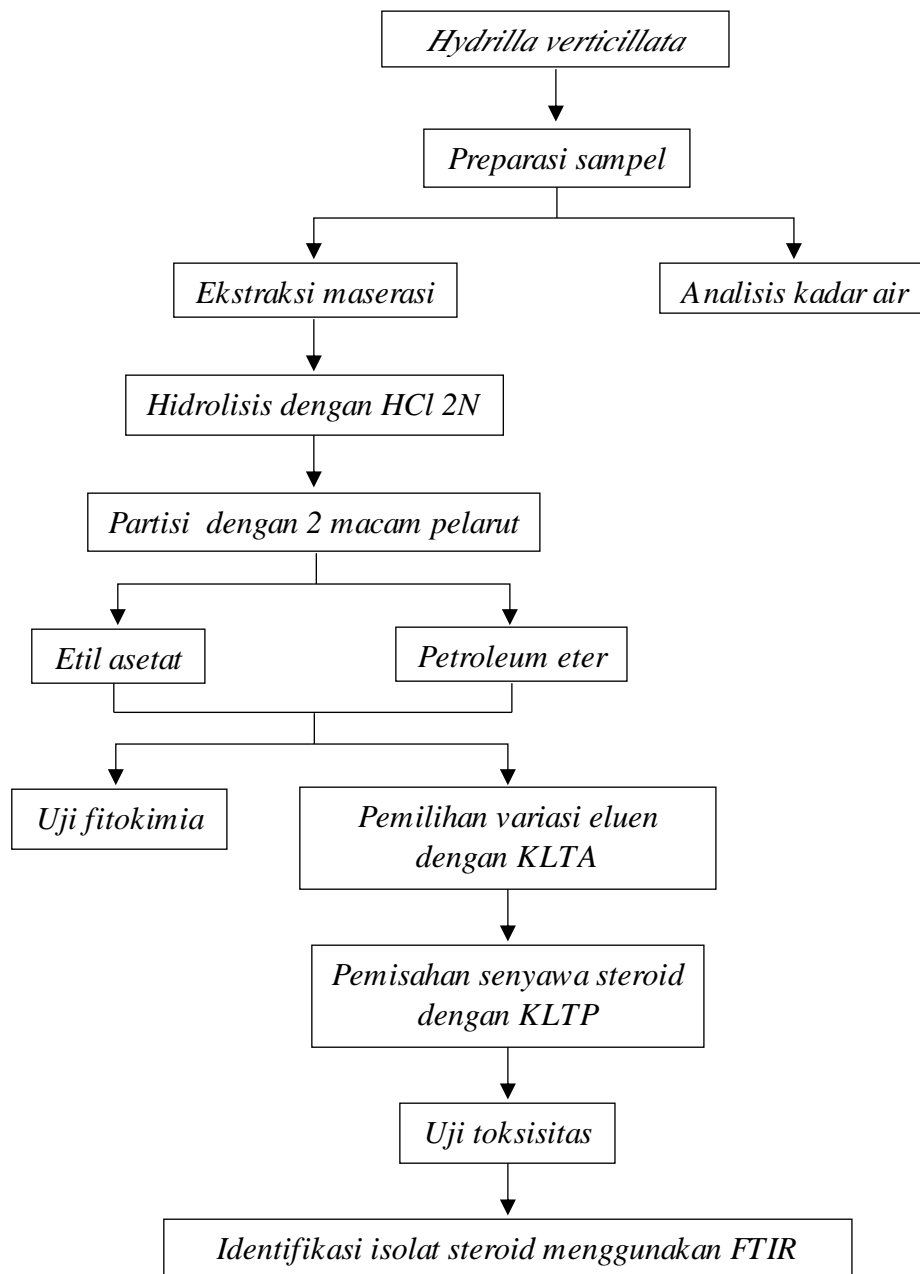 Hydrilla verticillata
Preparasi sampel
Ekstraksi maserasi
Analisis kadar air
Hidrolisis dengan HCl 2N
Partisi dengan 2 macam pelarut
Etil asetat
Petroleum eter
Uji fitokimia
Pemilihan variasi eluen
dengan KLTA
Pemisahan senyawa steroid
dengan KLTP
Uji toksisitas
Identifikasi isolat steroid menggunakan FTIR